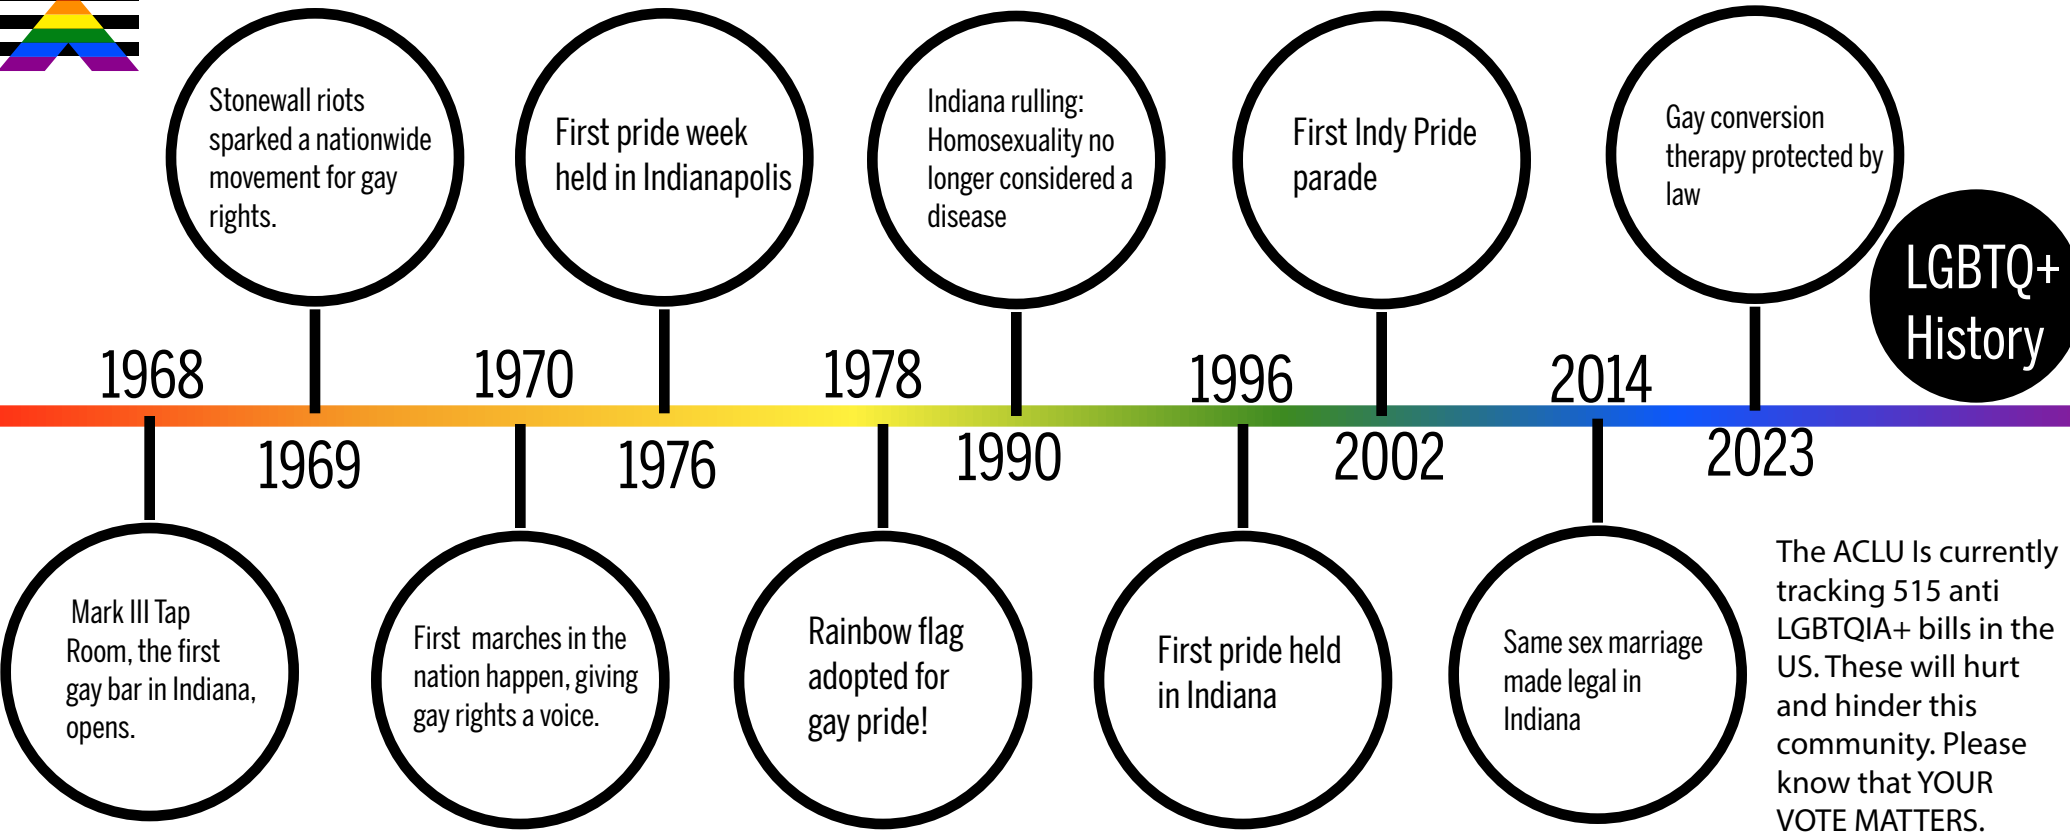 Stonewall riots
sparked a nationwide
movement for gay
rights.
First pride week
held in Indianapolis
Indiana rulling:
Homosexuality no
longer considered a
disease
First Indy Pride
parade
Gay conversion
therapy protected by
law
LGBTQ+
History
1968
1970
1978
1996
2014
1969
1976
1990
2002
2023
Mark III Tap
Room, the first
gay bar in Indiana,
opens.
First marches in the
nation happen, giving
gay rights a voice.
Rainbow flag
adopted for
gay pride!
First pride held
in Indiana
Same sex marriage
made legal in
Indiana
The ACLU Is currently
tracking 515 anti
LGBTQIA+ bills in the
US. These will hurt
and hinder this
community. Please
know that YOUR
VOTE MATTERS.